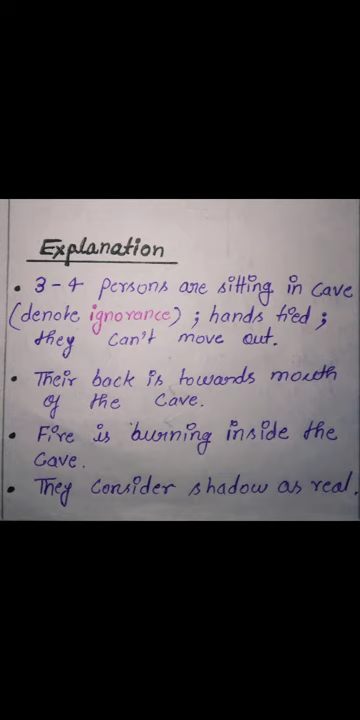 Explanation
• 3-4 persons are sitting in cave
(denote ignorance) ; hands tied ;
they can't move out.
• Their back is towards mouth
of the cave.
• Fire is burning inside the
cave.
• They consider shadow as real.